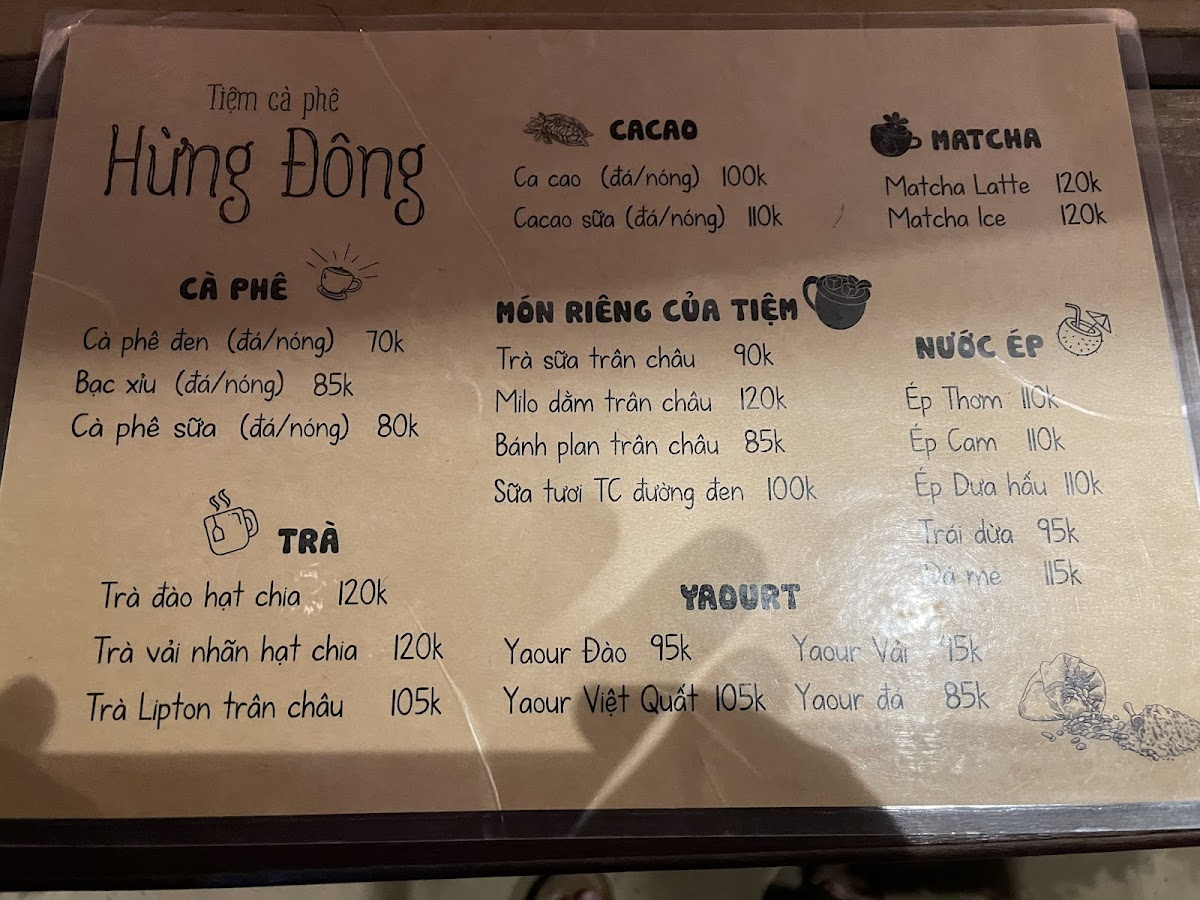 Tiệm cà phê
Hừng Đông
CÀ PHÊ
Cà phê đen (đá/nóng) 70k
Bạc xỉu (đá/nóng) 85k
Cà phê sữa (đá/nóng) 80k
TRÀ
Trà đào hạt chia 120k
Trà vải nhãn hạt chia 120k
Trà Lipton trân châu 105k
CACAO
Ca cao (đá/nóng) 100k
Cacao sữa (đá/nóng) 110k
MATCHA
Matcha Latte 120k
Matcha Ice 120k
MÓN RIÊNG CỦA TIỆM
Trà sữa trân châu 90k
Milo dằm trân châu 120k
Bánh plan trân châu 85k
Sữa tươi TC đường đen 100k
NƯỚC ÉP
Ép Thơm 110k
Ép Cam 110k
Ép Dưa hấu 110k
Trái dừa 95k
Đá me 115k
YAOURT
Yaour Đào 95k
Yaour Vải 95k
Yaour Việt Quất 105k
Yaour đá 85k